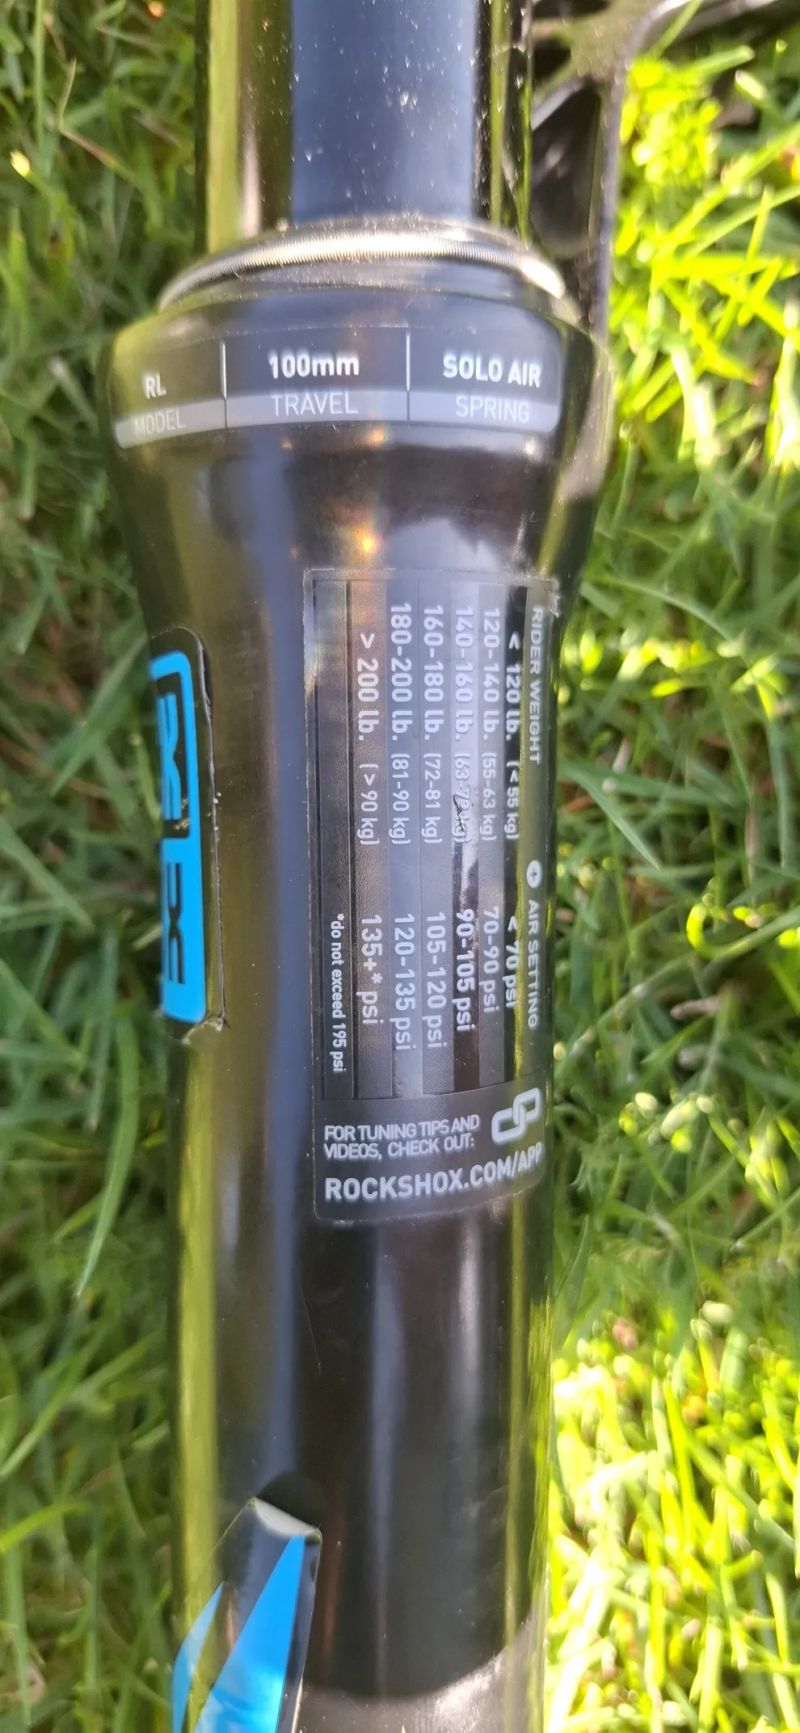 RL
MODEL
100mm
TRAVEL
SOLO AIR
SPRING
RIDER WEIGHT + AIR SETTING
< 120 lb. (<55 kg) < 70 psi
120-140 lb. (55-63 kg) 70-90 psi
140-160 lb. (63-72 kg) 90-105 psi
160-180 lb. (72-81 kg) 105-120 psi
180-200 lb. (81-90 kg) 120-135 psi
> 200 lb. (> 90 kg) 135+* psi
*do not exceed 195 psi
FOR TUNING TIPS AND
VIDEOS, CHECK OUT:
ROCKSHOX.COM/APP